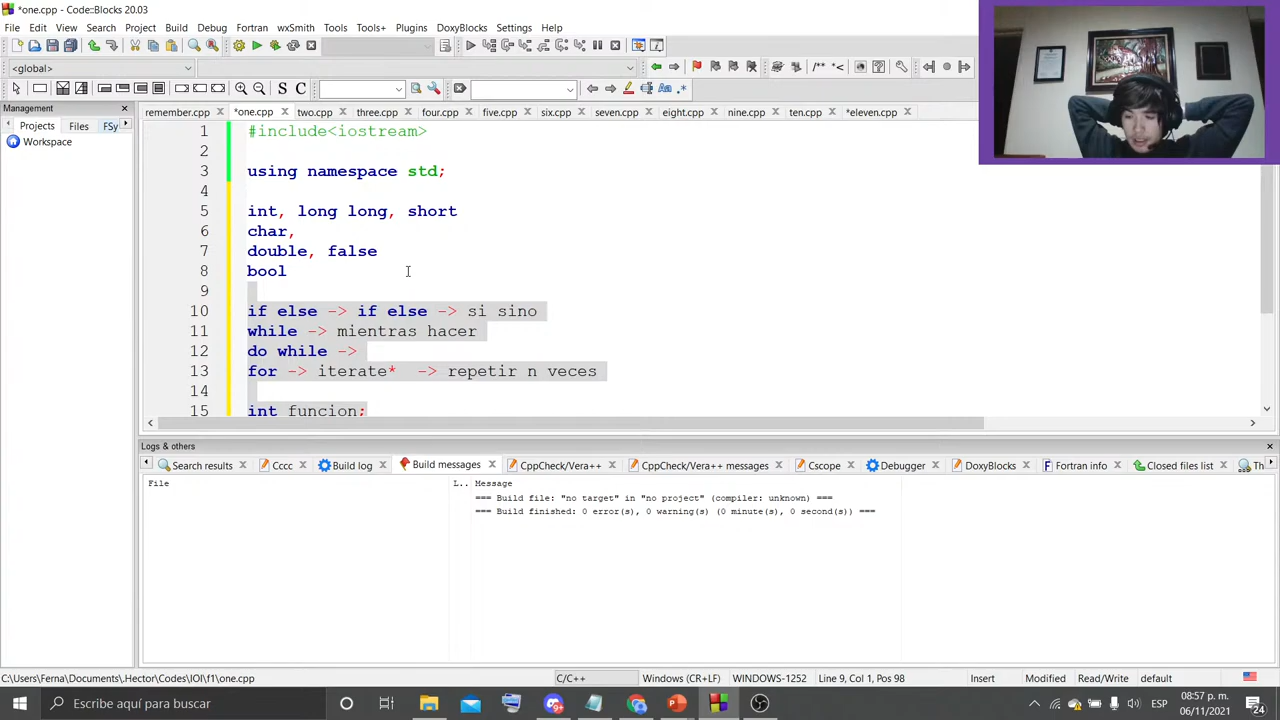 *one.cpp - Code::Blocks 20.03
File Edit View Search Project Build Debug Fortran wxSmith Tools Tools+ Plugins DoxyBlocks Settings Help
<global>
/** *<
S C
Aa .*
Management
Projects Files FSy
Workspace
remember.cpp *one.cpp two.cpp three.cpp four.cpp five.cpp six.cpp seven.cpp eight.cpp nine.cpp ten.cpp *eleven.cpp
1 #include<iostream>
2
3 using namespace std;
4
5 int, long long, short
6 char,
7 double, false
8 bool
9
10 if else -> if else -> si sino
11 while -> mientras hacer
12 do while ->
13 for -> iterate* -> repetir n veces
14
15 int funcion;
Logs & others
Search results Cccc Build log Build messages CppCheck/Vera++ CppCheck/Vera++ messages Cscope Debugger DoxyBlocks Fortran info Closed files list Th
File L.. Message
=== Build file: "no target" in "no project" (compiler: unknown) ===
=== Build finished: 0 error(s), 0 warning(s) (0 minute(s), 0 second(s)) ===
C:\Users\Ferna\Documents\.Hector\Codes\IOI\f1\one.cpp C/C++ Windows (CR+LF) WINDOWS-1252 Line 9, Col 1, Pos 98 Insert Modified Read/Write default
Escribe aquí para buscar
ESP
08:57 p. m.
06/11/2021
24